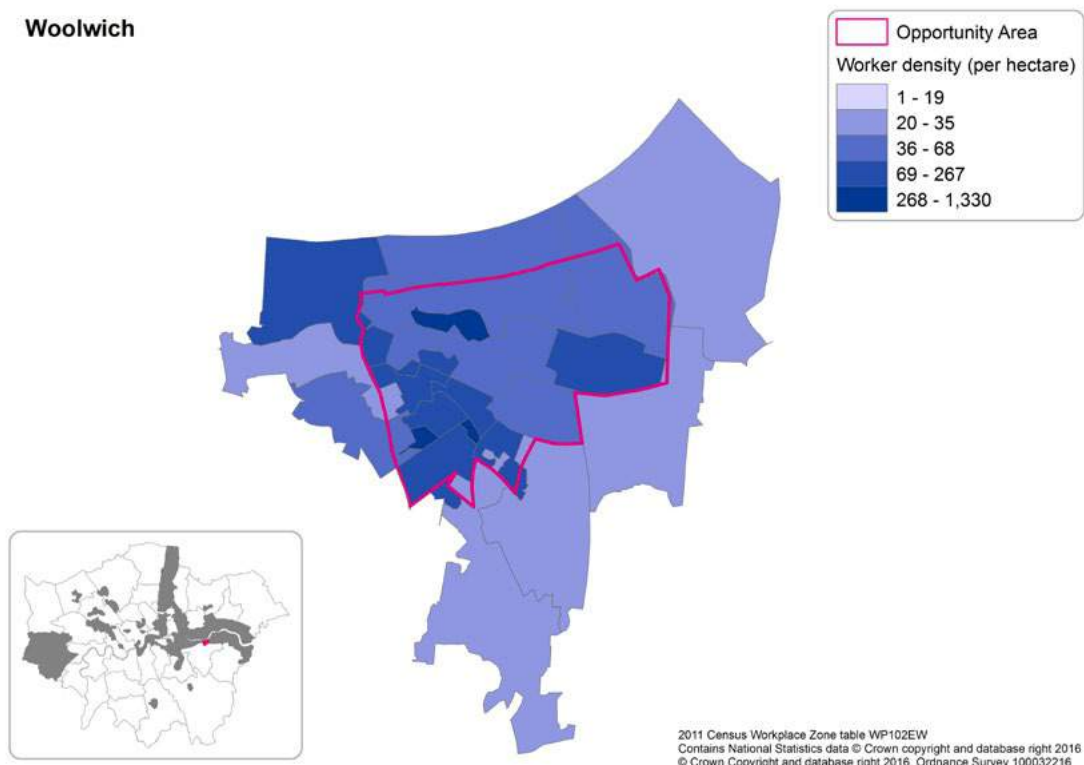 Woolwich
Opportunity Area
Worker density (per hectare)
1 - 19
20 - 35
36 - 68
69 - 267
268 - 1,330
2011 Census Workplace Zone table WP102EW
Contains National Statistics data © Crown copyright and database right 2016
© Crown Copyright and database right 2016. Ordnance Survey 100032216